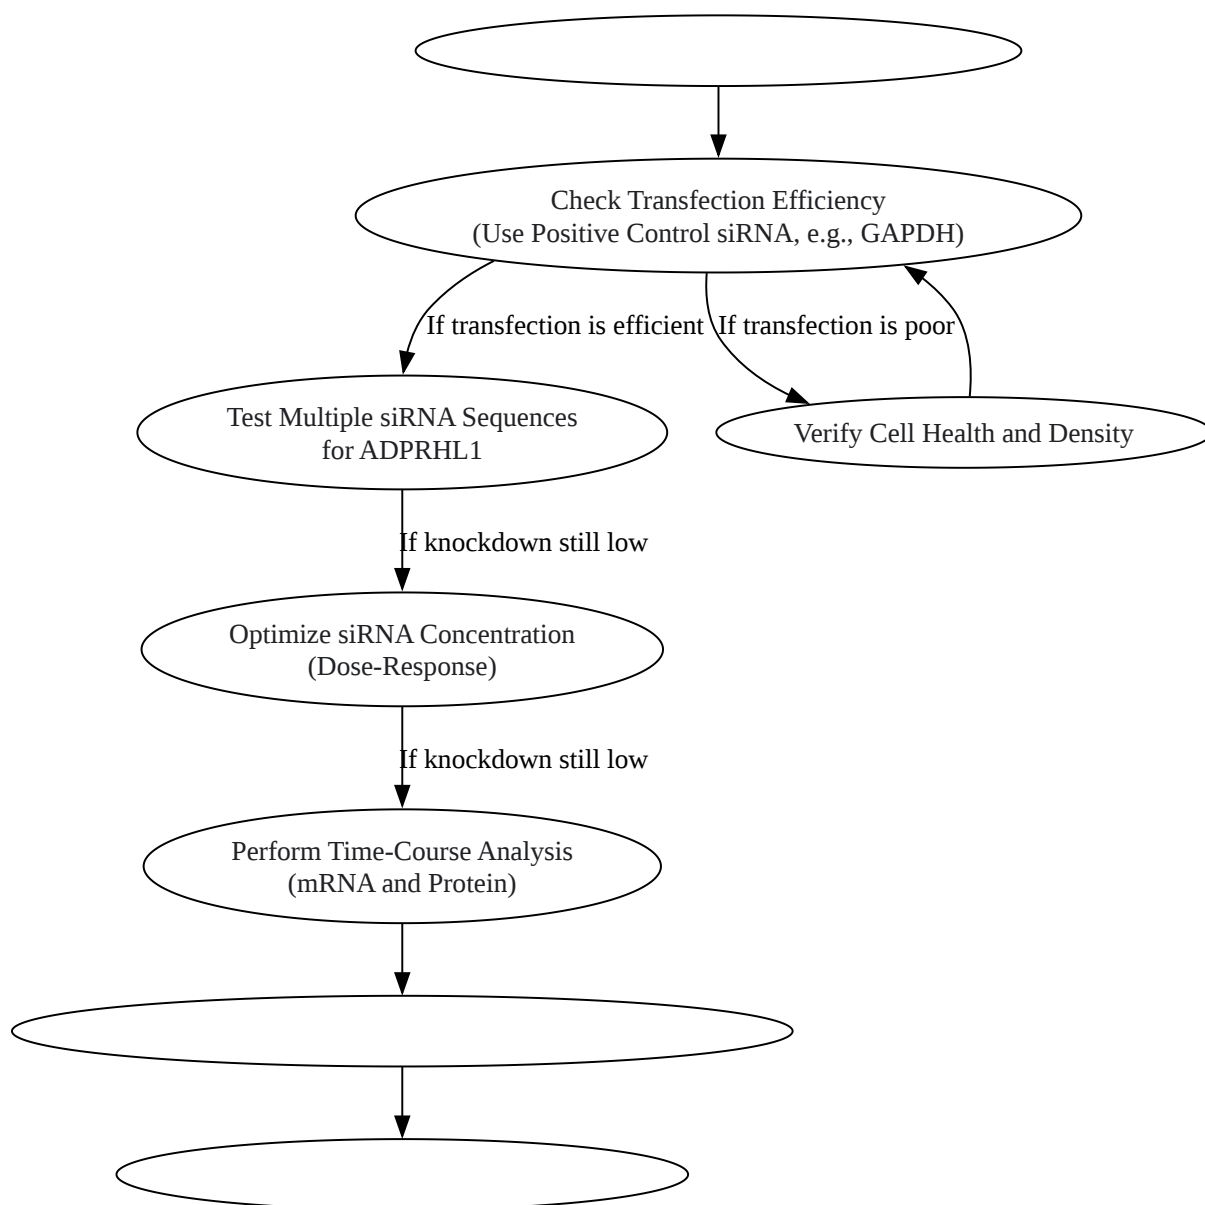 Check Transfection Efficiency
(Use Positive Control siRNA, e.g., GAPDH)
If transfection is efficient
If transfection is poor
Test Multiple siRNA Sequences
for ADPRHL1
Verify Cell Health and Density
If knockdown still low
Optimize siRNA Concentration
(Dose-Response)
If knockdown still low
Perform Time-Course Analysis
(mRNA and Protein)